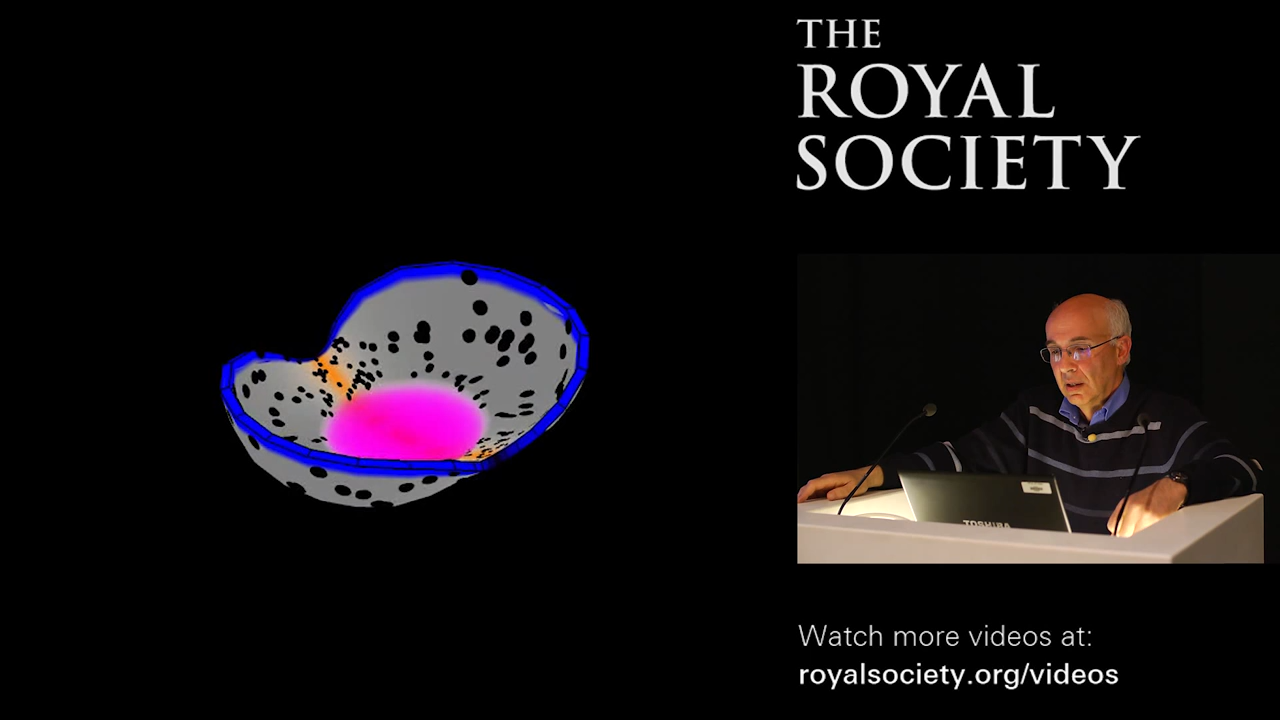 THE
ROYAL
SOCIETY
TOSHIBA
Watch more videos at:
royalsociety.org/videos